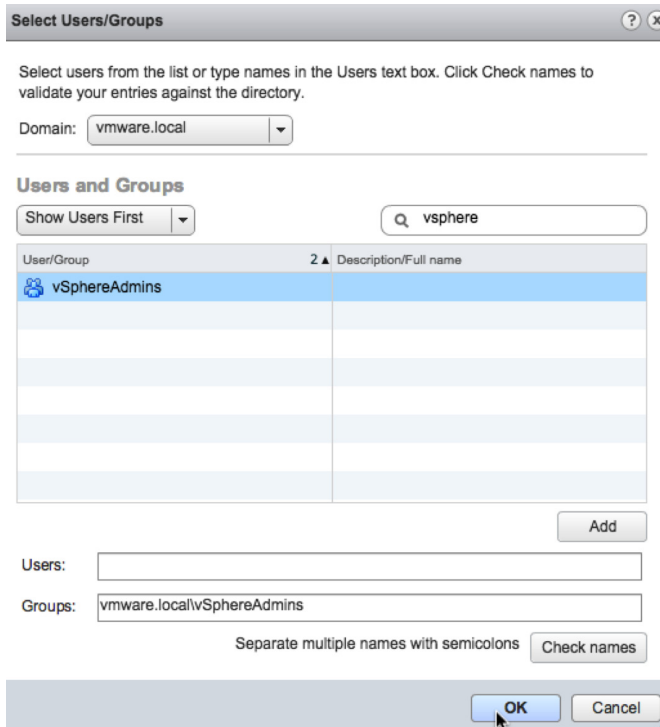 Select Users/Groups
Select users from the list or type names in the Users text box. Click Check names to
validate your entries against the directory.
Domain: vmware.local
Users and Groups
Show Users First vsphere
User/Group 2 Description/Full name
vSphereAdmins
Add
Users:
Groups: vmware.local\vSphereAdmins
Separate multiple names with semicolons Check names
OK Cancel